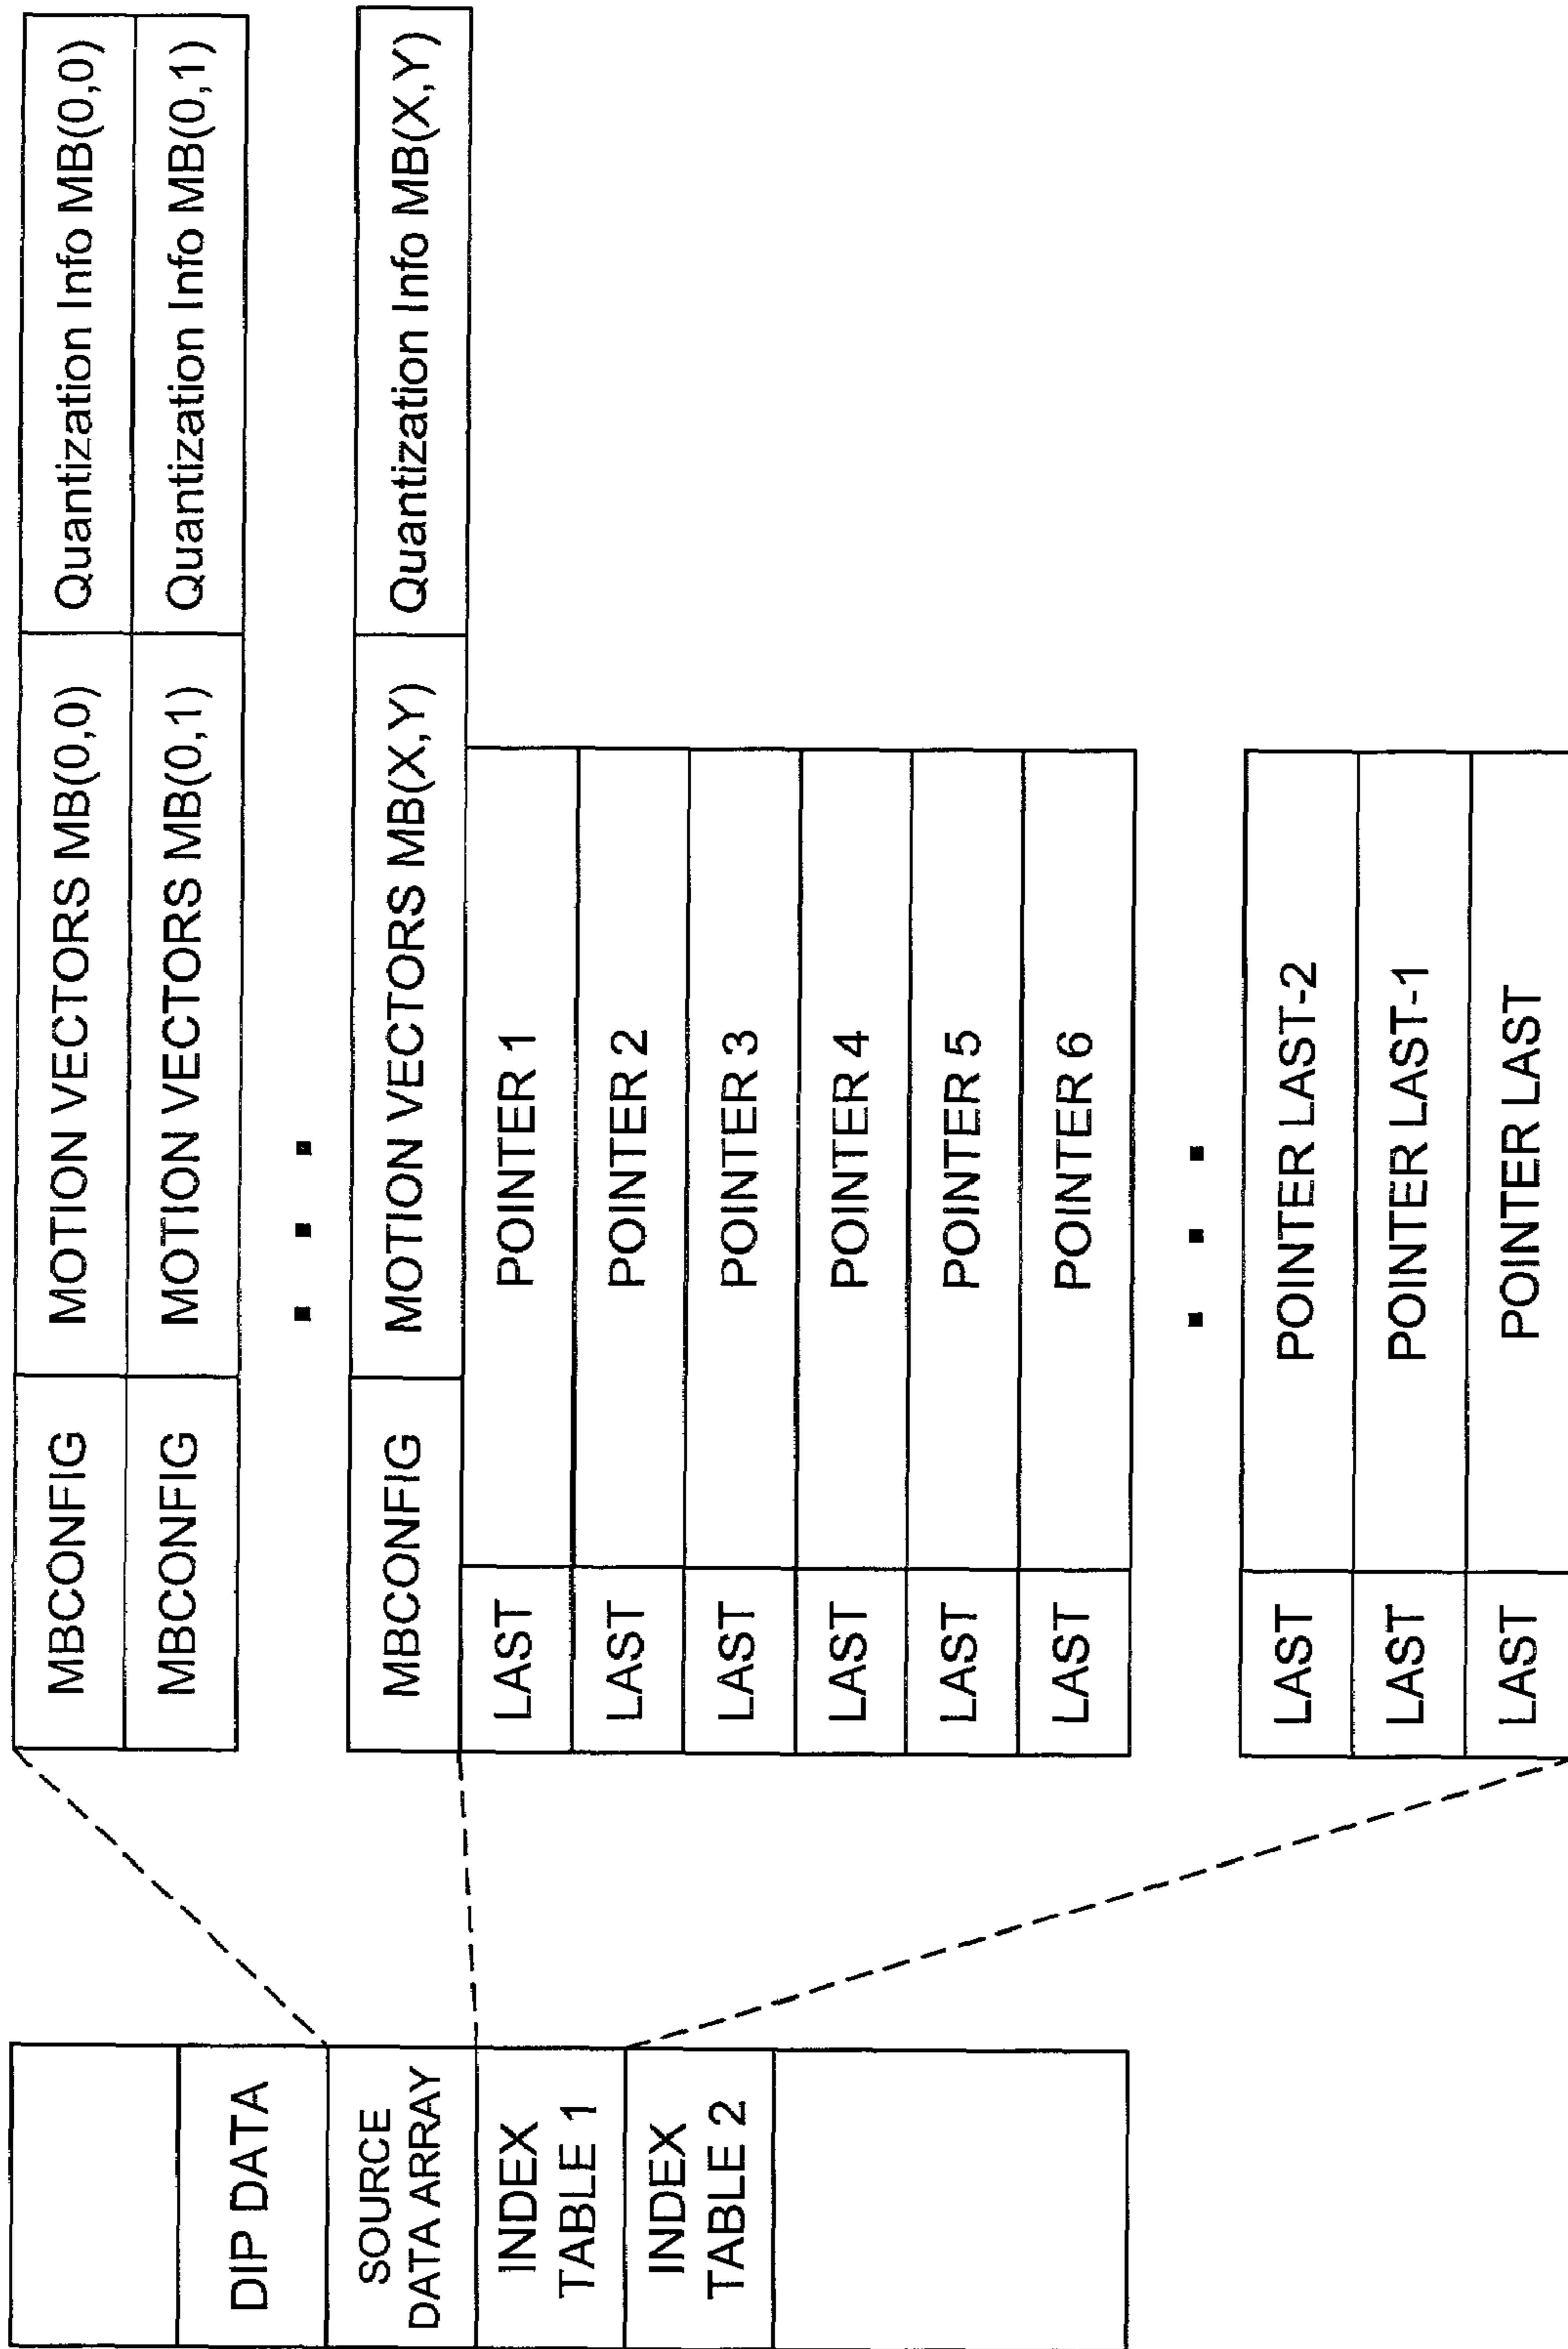 DIP DATA
SOURCE
DATA ARRAY
INDEX
TABLE 1
INDEX
TABLE 2
MBCONFIG MOTION VECTORS MB(0,0) Quantization Info MB(0,0)
MBCONFIG MOTION VECTORS MB(0,1) Quantization Info MB(0,1)
MBCONFIG MOTION VECTORS MB(X,Y) Quantization Info MB(X,Y)
LAST POINTER 1
LAST POINTER 2
LAST POINTER 3
LAST POINTER 4
LAST POINTER 5
LAST POINTER 6
LAST POINTER LAST-2
LAST POINTER LAST-1
LAST POINTER LAST